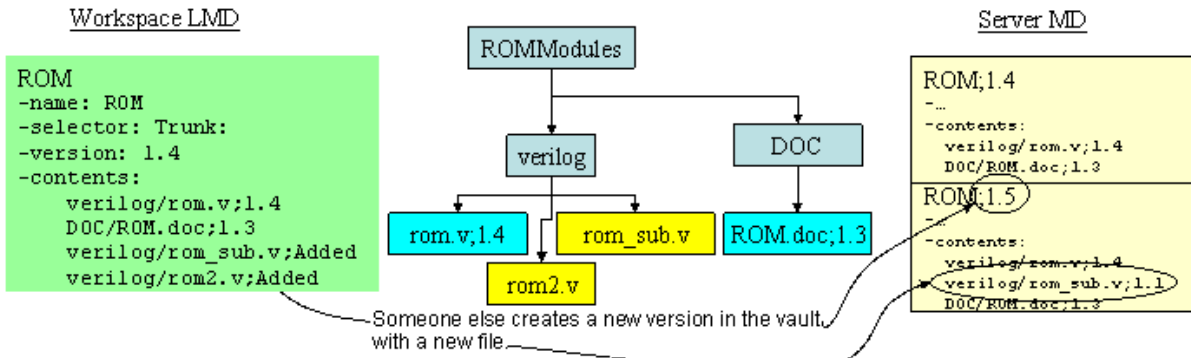 Workspace LMD
ROM
-name: ROM
-selector: Trunk:
-version: 1.4
-contents:
verilog/rom.v;1.4
DOC/ROM.doc;1.3
verilog/rom_sub.v;Added
verilog/rom2.v;Added
ROMModules
verilog
DOC
rom.v;1.4
rom_sub.v
ROM.doc;1.3
rom2.v
Someone else creates a new version in the vault,
with a new file.
Server MD
ROM;1.4
-…
-contents:
verilog/rom.v;1.4
DOC/ROM.doc;1.3
ROM;1.5
-…
-contents:
verilog/rom.v;1.4
verilog/rom_sub.v;1.1
DOC/ROM.doc;1.3